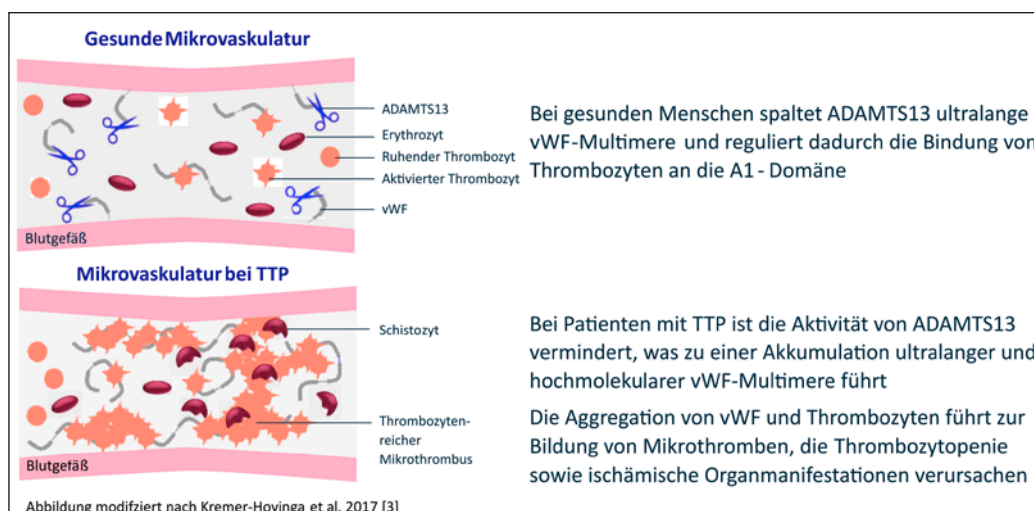 Gesunde Mikrovaskulatur
ADAMTS13
Erythrozyt
Ruhender Thrombozyt
Aktivierter Thrombozyt
vWF
Blutgefäß
Bei gesunden Menschen spaltet ADAMTS13 ultralange
vWF-Multimere und reguliert dadurch die Bindung von
Thrombozyten an die A1 - Domäne
Mikrovaskulatur bei TTP
Schistozyt
Thrombozyten-
reicher
Mikrothrombus
Blutgefäß
Bei Patienten mit TTP ist die Aktivität von ADAMTS13
vermindert, was zu einer Akkumulation ultralanger und
hochmolekularer vWF-Multimere führt
Die Aggregation von vWF und Thrombozyten führt zur
Bildung von Mikrothromben, die Thrombozytopenie
sowie ischämische Organmanifestationen verursachen
Abbildung modifziert nach Kremer-Hovinga et al. 2017 [3]